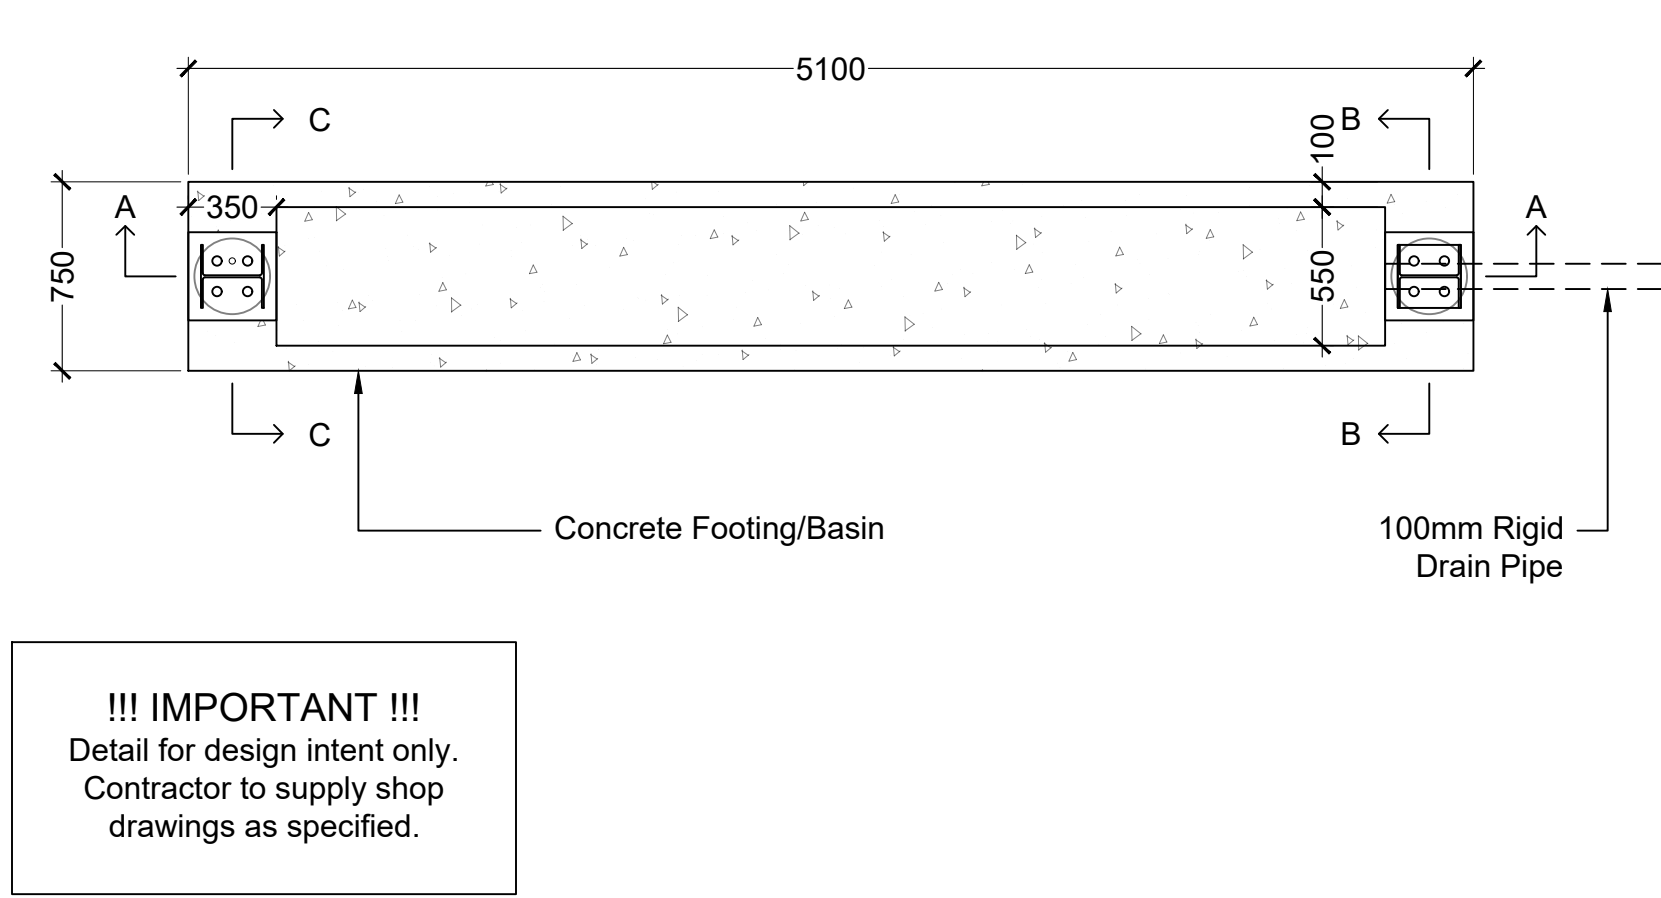 5100
C
100
B
A
350
A
750
550
C
B
Concrete Footing/Basin
100mm Rigid
Drain Pipe
!!! IMPORTANT !!!
Detail for design intent only.
Contractor to supply shop
drawings as specified.